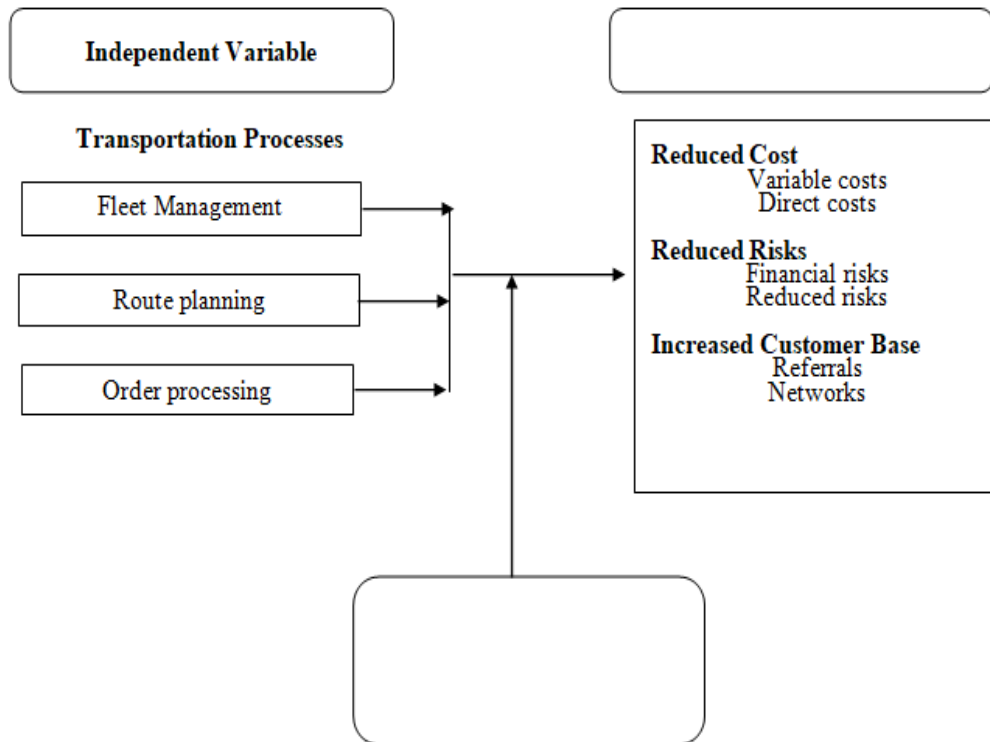 Independent Variable
Transportation Processes
Fleet Management
Route planning
Order processing
Reduced Cost
Variable costs
Direct costs
Reduced Risks
Financial risks
Reduced risks
Increased Customer Base
Referrals
Networks